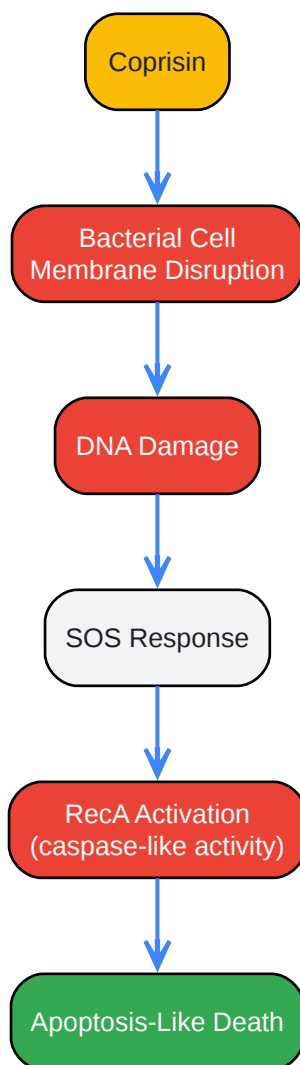 Coprisin
Bacterial Cell
Membrane Disruption
DNA Damage
SOS Response
RecA Activation
(caspase-like activity)
Apoptosis-Like Death